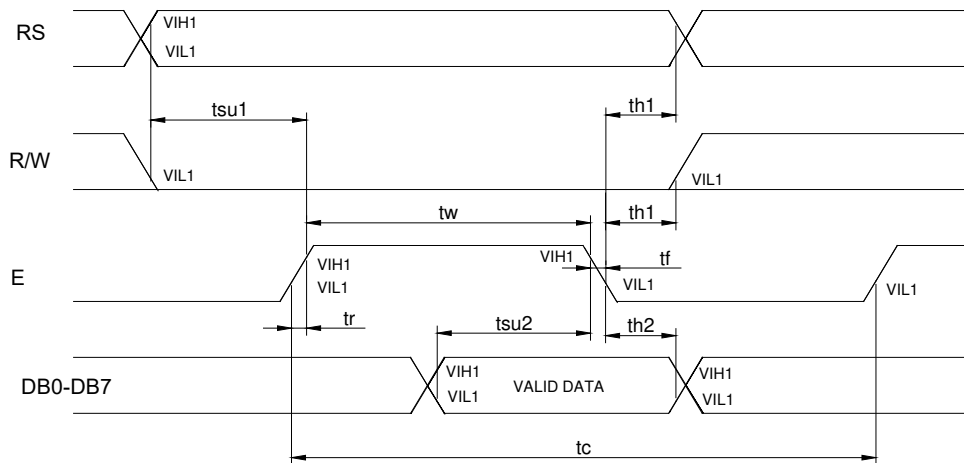 RS
VIH1
VIL1
tsu1
th1
R/W
VIL1
VIL1
tw
th1
E
VIH1
VIL1
VIH1
tf
VIL1
VIL1
tr
tsu2
th2
DB0-DB7
VIH1
VIL1
VALID DATA
VIH1
VIL1
tc